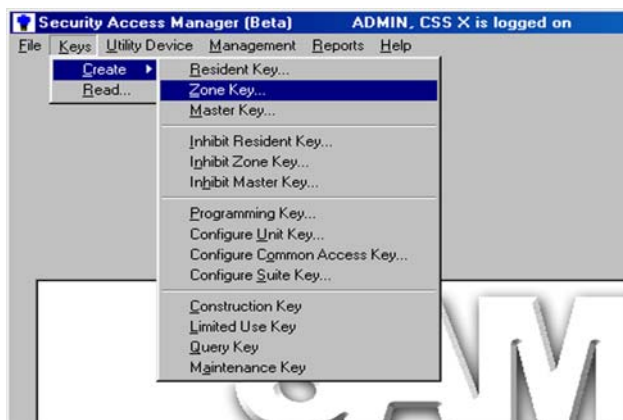 Security Access Manager (Beta) ADMIN, CSS X is logged on
File Keys Utility Device Management Reports Help
Create
Read...
Resident Key...
Zone Key...
Master Key...
Inhibit Resident Key...
Inhibit Zone Key...
Inhibit Master Key...
Programming Key...
Configure Unit Key...
Configure Common Access Key...
Configure Suite Key...
Construction Key
Limited Use Key
Query Key
Maintenance Key
SAM